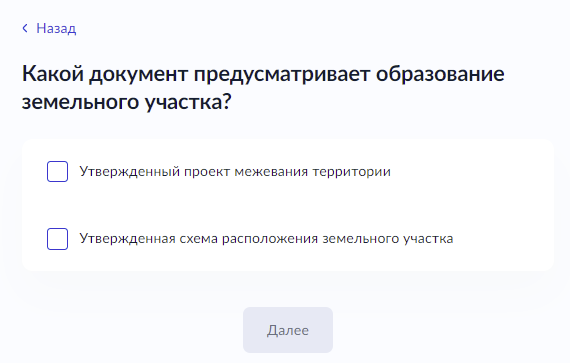 Назад
Какой документ предусматривает образование
земельного участка?
Утвержденный проект межевания территории
Утвержденная схема расположения земельного участка
Далее